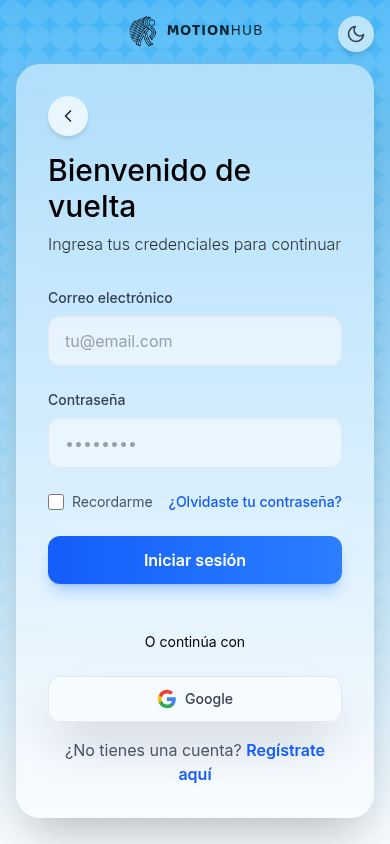 MOTIONHUB
Bienvenido de
vuelta
Ingresa tus credenciales para continuar
Correo electrónico
tu@email.com
Contraseña
••••••••
Recordarme ¿Olvidaste tu contraseña?
Iniciar sesión
O continúa con
Google
¿No tienes una cuenta? Regístrate
aquí